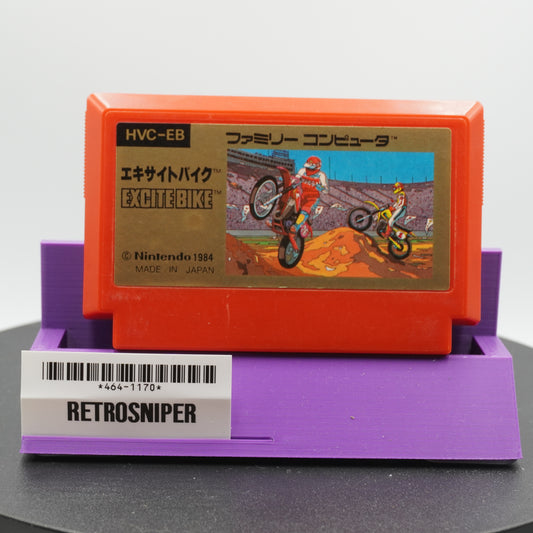 HVC-EB
ファミリー コンピュータ™
エキサイトバイク™
EXCITEBIKE™
© Nintendo 1984
MADE IN JAPAN
*464-1170*
RETROSNIPER